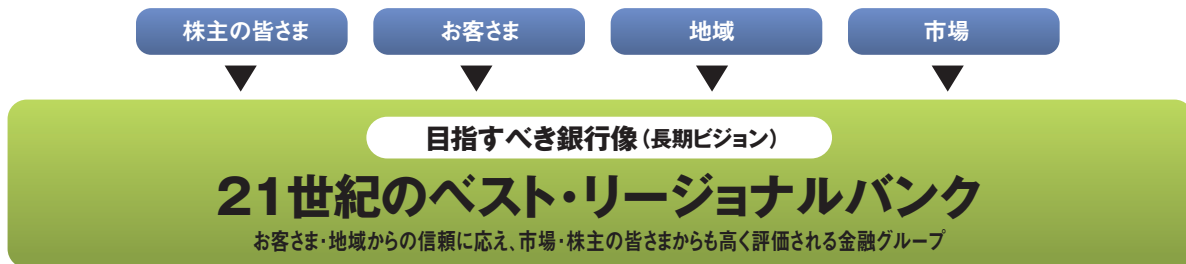 株主の皆さま
お客さま
地域
市場
目指すべき銀行像(長期ビジョン)
21世紀のベスト・リージョナルバンク
お客さま・地域からの信頼に応え、市場・株主の皆さまからも高く評価される金融グループ